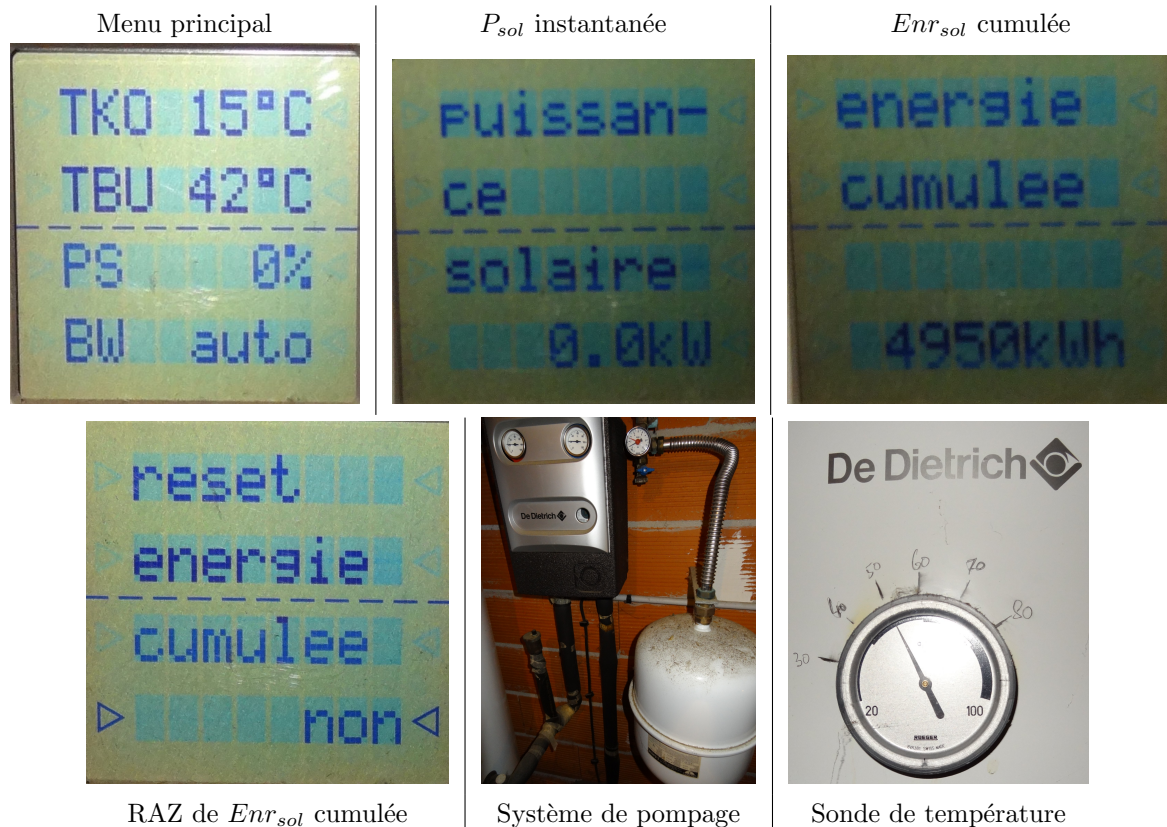 Menu principal
P_sol instantanée
Enr_sol cumulée
TKO 15°C
TBU 42°C
PS 0%
BW auto
puissan-
ce
solaire
0.0kW
energie
cumulee
4950kWh
reset
energie
cumulee
non
De Dietrich
De Dietrich
30
40
50
60
70
80
20
100
RUEGER
RAZ de Enr_sol cumulée
Système de pompage
Sonde de température